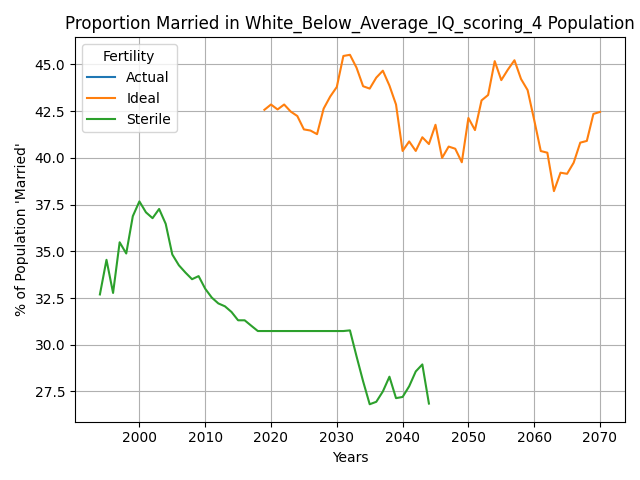 Proportion Married in White_Below_Average_IQ_scoring_4 Population
Fertility
Actual
Ideal
Sterile
% of Population 'Married'
45.0
42.5
40.0
37.5
35.0
32.5
30.0
27.5
2000 2010 2020 2030 2040 2050 2060 2070
Years